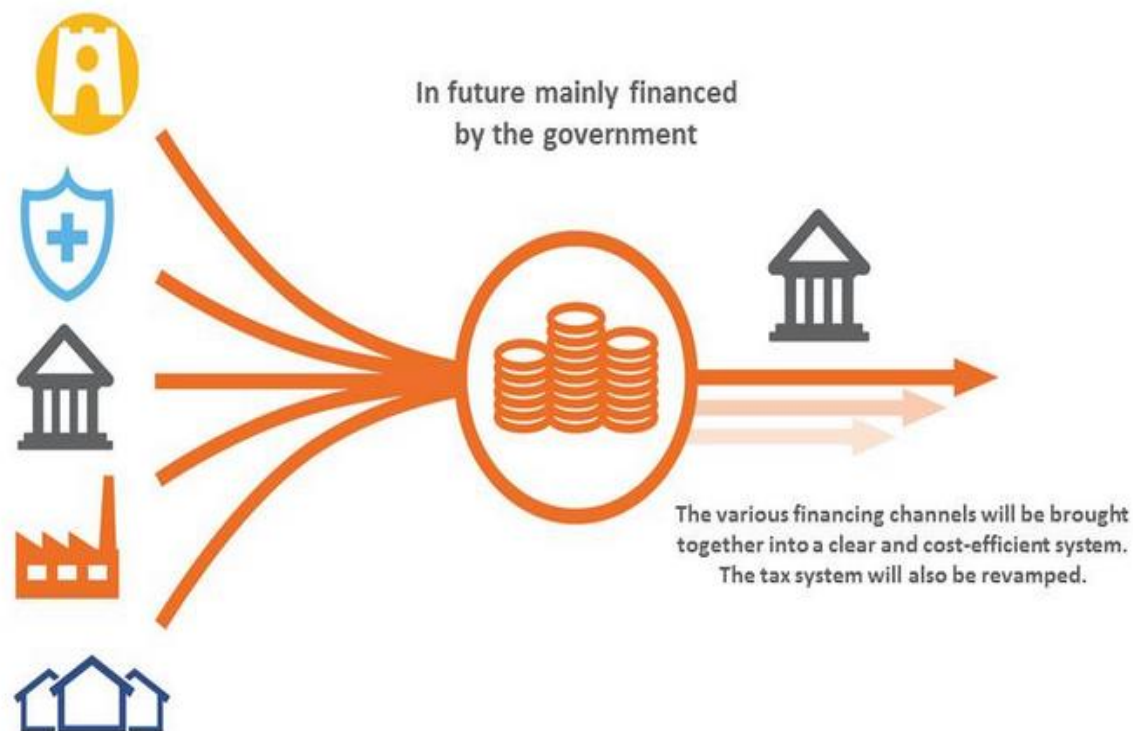 In future mainly financed
by the government
The various financing channels will be brought
together into a clear and cost-efficient system.
The tax system will also be revamped.